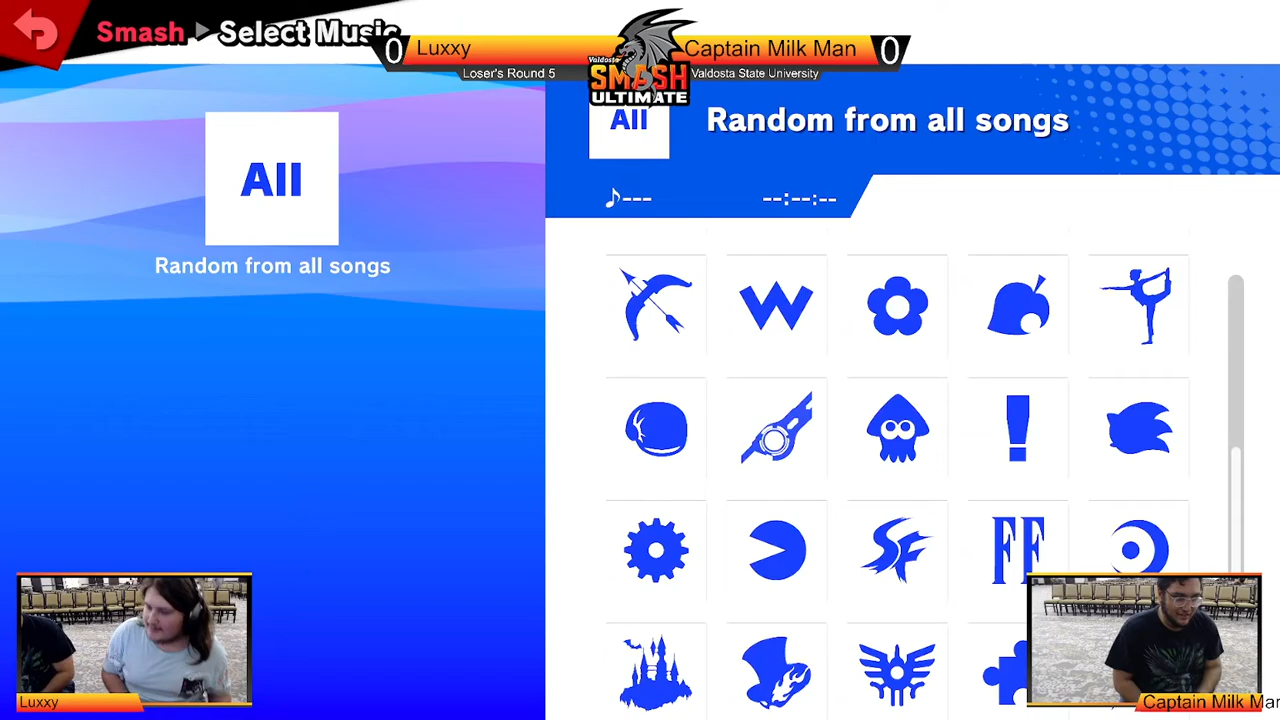 Smash ▶ Select Music
0 Luxxy
Captain Milk Man 0
Loser's Round 5
Valdosta State University
Valdosta
SMASH
ULTIMATE
All
Random from all songs
All
Random from all songs
♪---
--:--:--
W
!
SF
FF
Luxxy
Captain Milk Man